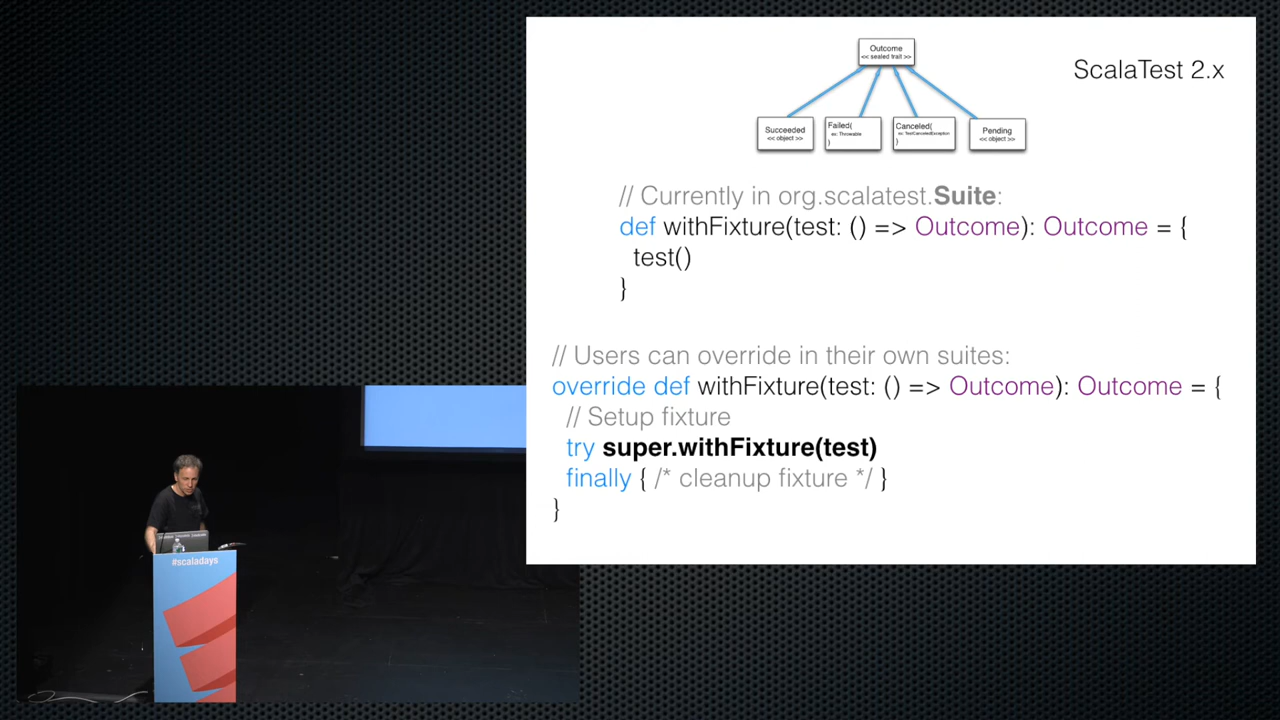 Outcome
<< sealed trait >>
ScalaTest 2.x
Succeeded
<< object >>
Failed(
ex: Throwable
)
Canceled(
ex: TestCanceledException
)
Pending
<< object >>
// Currently in org.scalatest.Suite:
def withFixture(test: () => Outcome): Outcome = {
test()
}
// Users can override in their own suites:
override def withFixture(test: () => Outcome): Outcome = {
// Setup fixture
try super.withFixture(test)
finally { /* cleanup fixture */ }
}
#scaladays